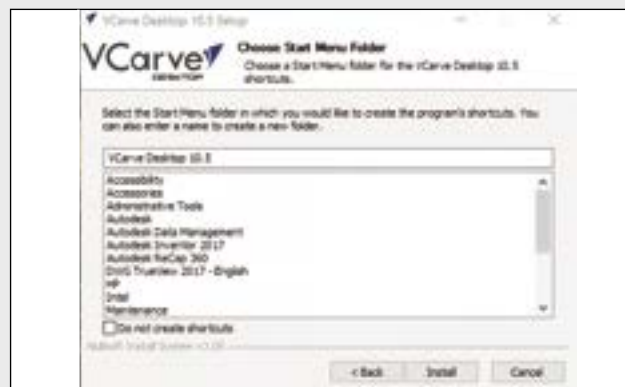 VCarve Desktop 10.5 Setup
VCarve
DESKTOP
Choose Start Menu Folder
Choose a Start Menu folder for the VCarve Desktop 10.5
shortcuts.
Select the Start Menu folder in which you would like to create the program's shortcuts. You
can also enter a name to create a new folder.
VCarve Desktop 10.5
Accessibility
Accessories
Administrative Tools
Autodesk
Autodesk Data Management
Autodesk Inventor 2017
Autodesk ReCap 360
DWG TrueView 2017 - English
HP
Intel
Maintenance
Do not create shortcuts
Nullsoft Install System
< Back
Install
Cancel